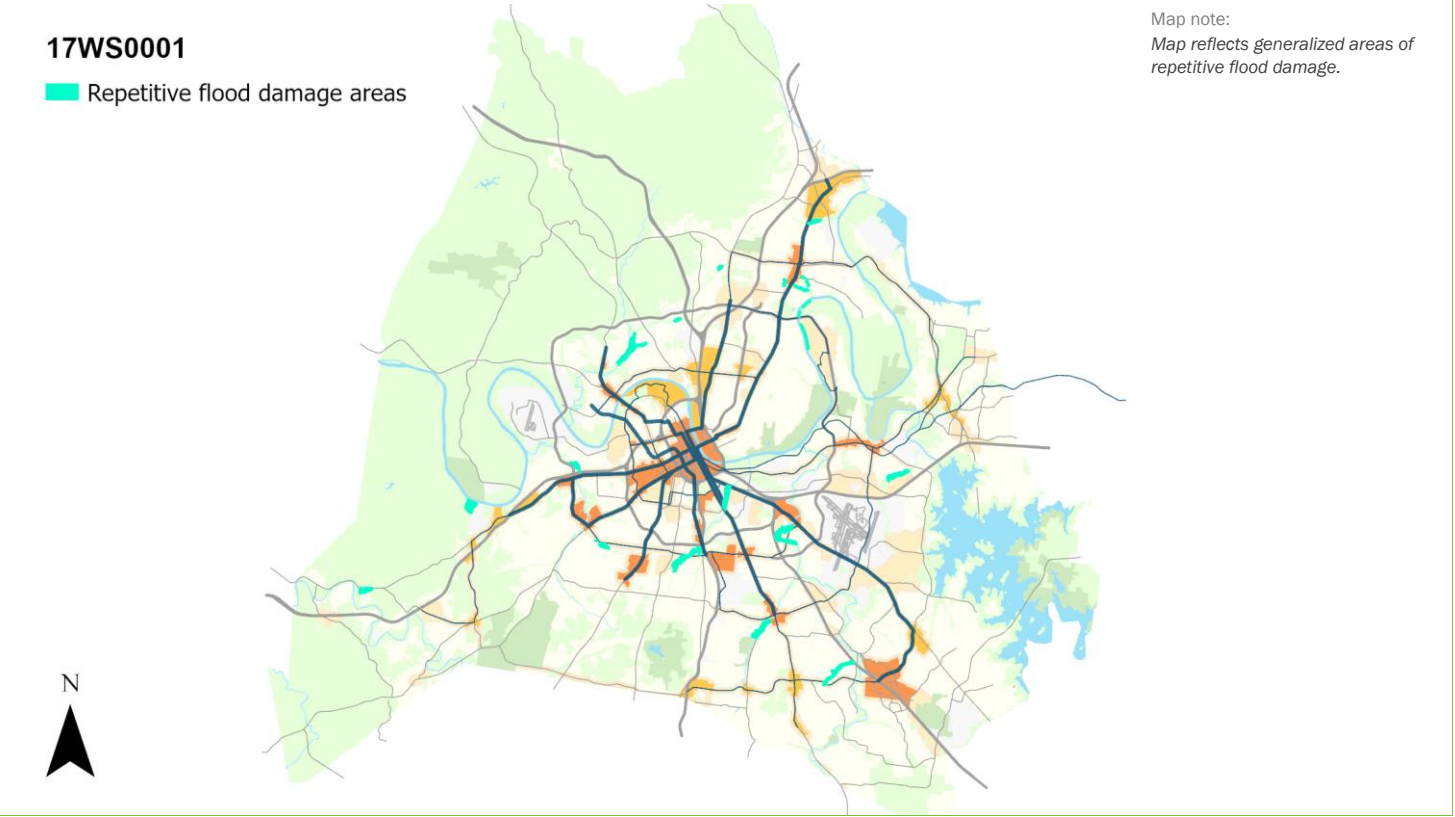 17WS0001
Repetitive flood damage areas
Map note:
Map reflects generalized areas of
repetitive flood damage.
N